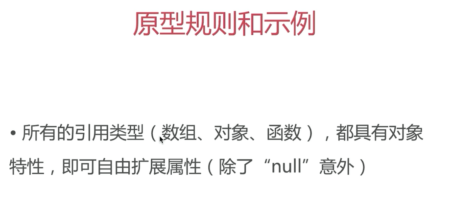 原型规则和示例
• 所有的引用类型（数组、对象、函数），都具有对象
特性，即可自由扩展属性（除了“null”意外）